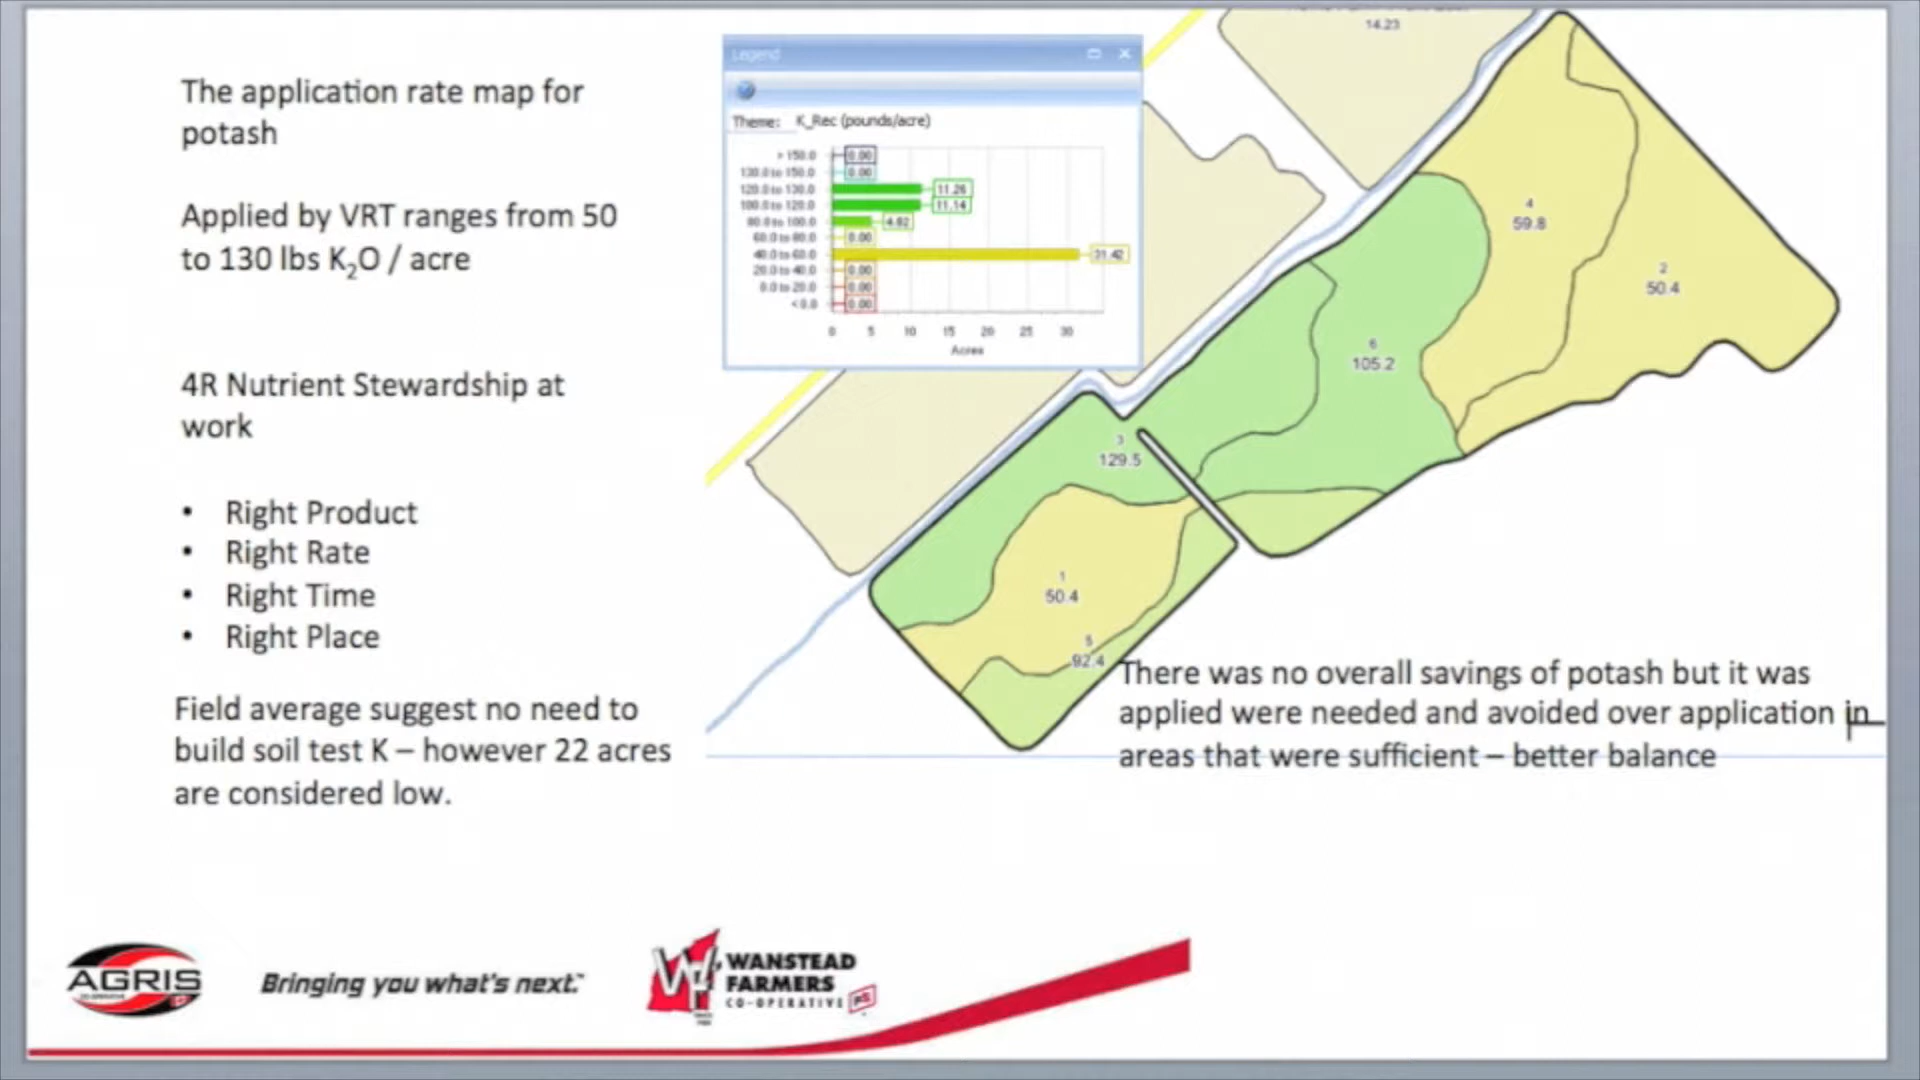 The application rate map for
potash
Applied by VRT ranges from 50
to 130 lbs K₂O / acre
4R Nutrient Stewardship at
work
• Right Product
• Right Rate
• Right Time
• Right Place
Field average suggest no need to
build soil test K – however 22 acres
are considered low.
Legend
Theme: K_Rec (pounds/acre)
> 150.0 0.00
130.0 to 150.0 0.00
120.0 to 130.0 11.26
100.0 to 120.0 11.14
80.0 to 100.0 4.62
60.0 to 80.0 0.00
40.0 to 60.0 31.42
20.0 to 40.0 0.00
0.0 to 20.0 0.00
< 0.0 0.00
0 5 10 15 20 25 30
Acres
14.23
4
59.8
2
50.4
6
105.2
3
129.5
1
50.4
5
92.4
There was no overall savings of potash but it was
applied were needed and avoided over application in
areas that were sufficient – better balance
AGRIS
CO-OPERATIVE
Bringing you what's next.™
WANSTEAD
FARMERS
CO-OPERATIVE